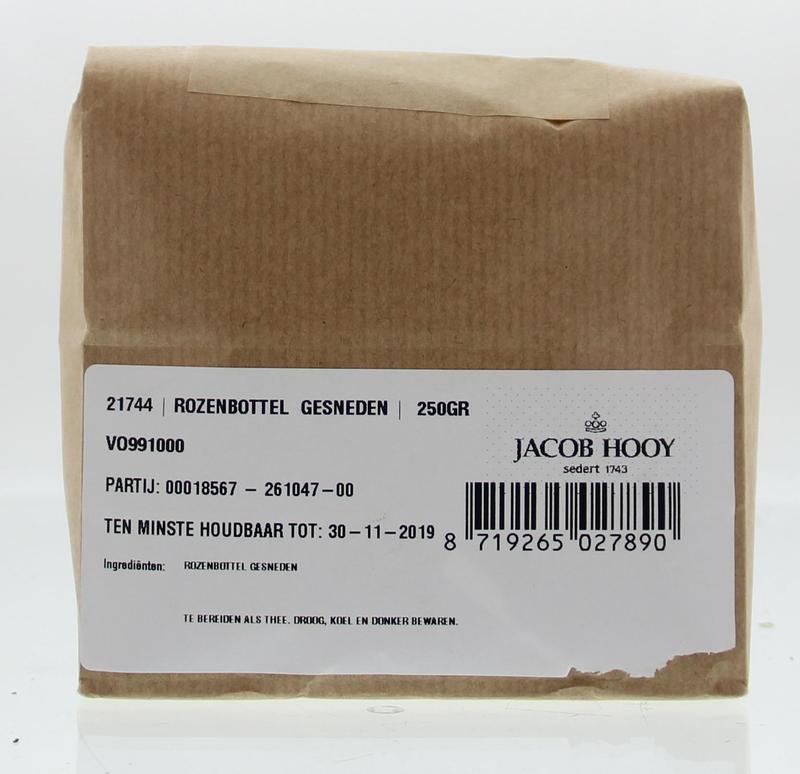 21744 | ROZENBOTTEL GESNEDEN | 250GR
VO991000
JACOB HOOY
sedert 1743
PARTIJ: 00018567 – 261047–00
TEN MINSTE HOUDBAAR TOT: 30–11–2019
8 719265 027890
Ingrediënten: ROZENBOTTEL GESNEDEN
TE BEREIDEN ALS THEE. DROOG, KOEL EN DONKER BEWAREN.